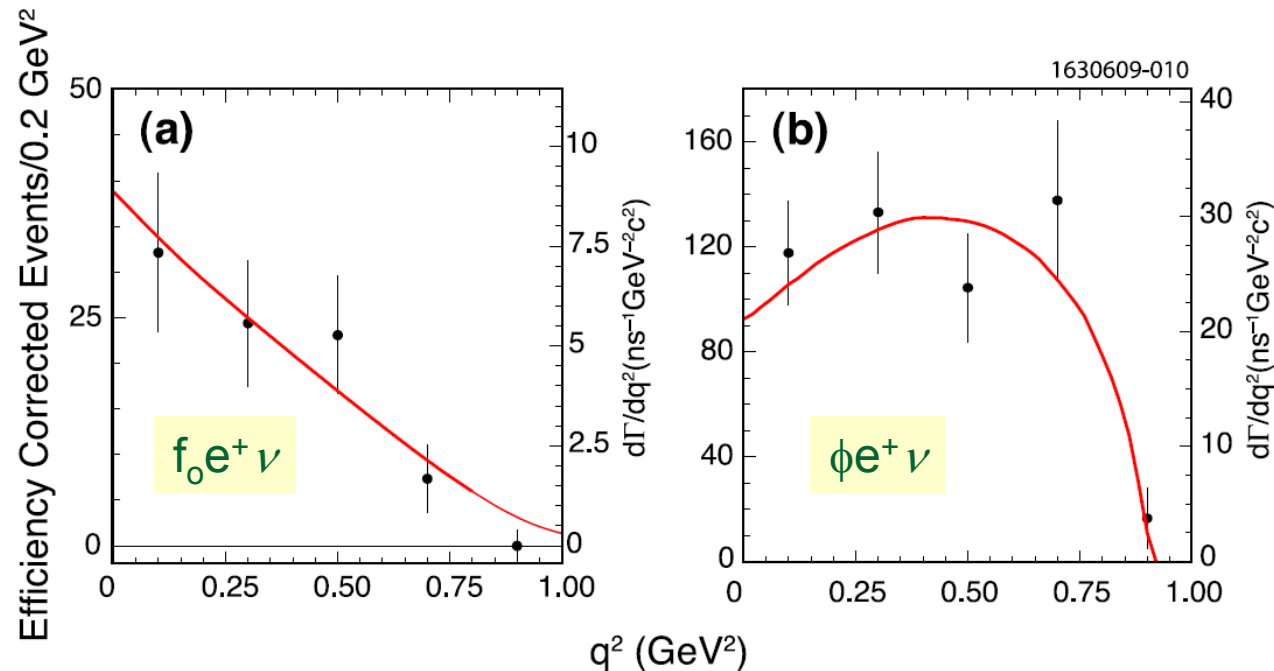 1630609-010
Efficiency Corrected Events/0.2 GeV²
50
25
0
(a)
f₀e⁺ν
10
7.5
5
2.5
0
dΓ/dq²(ns⁻¹GeV⁻²c²)
0 0.25 0.50 0.75 1.00
160
120
80
40
0
(b)
ϕe⁺ν
40
30
20
10
0
dΓ/dq²(ns⁻¹GeV⁻²c²)
0 0.25 0.50 0.75 1.00
q² (GeV²)